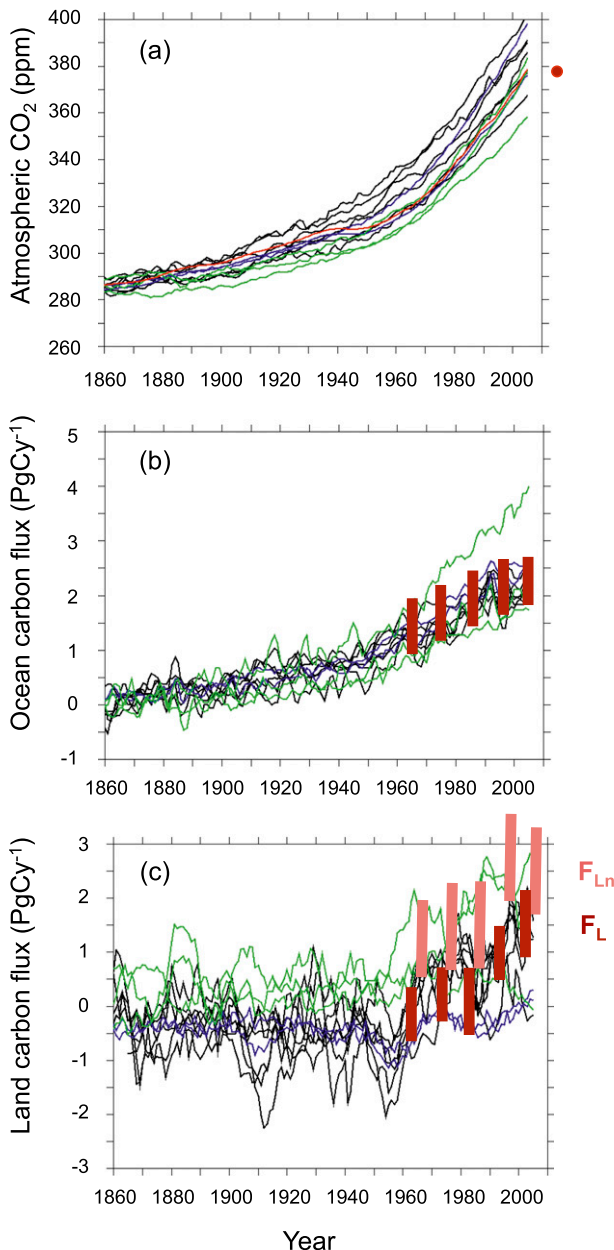 400
380
360
340
320
300
280
260
Atmospheric CO₂ (ppm)
(a)
1860 1880 1900 1920 1940 1960 1980 2000
5
4
3
2
1
0
-1
Ocean carbon flux (PgCy⁻¹)
(b)
1860 1880 1900 1920 1940 1960 1980 2000
3
2
1
0
-1
-2
-3
Land carbon flux (PgCy⁻¹)
(c)
F_Ln
F_L
1860 1880 1900 1920 1940 1960 1980 2000
Year